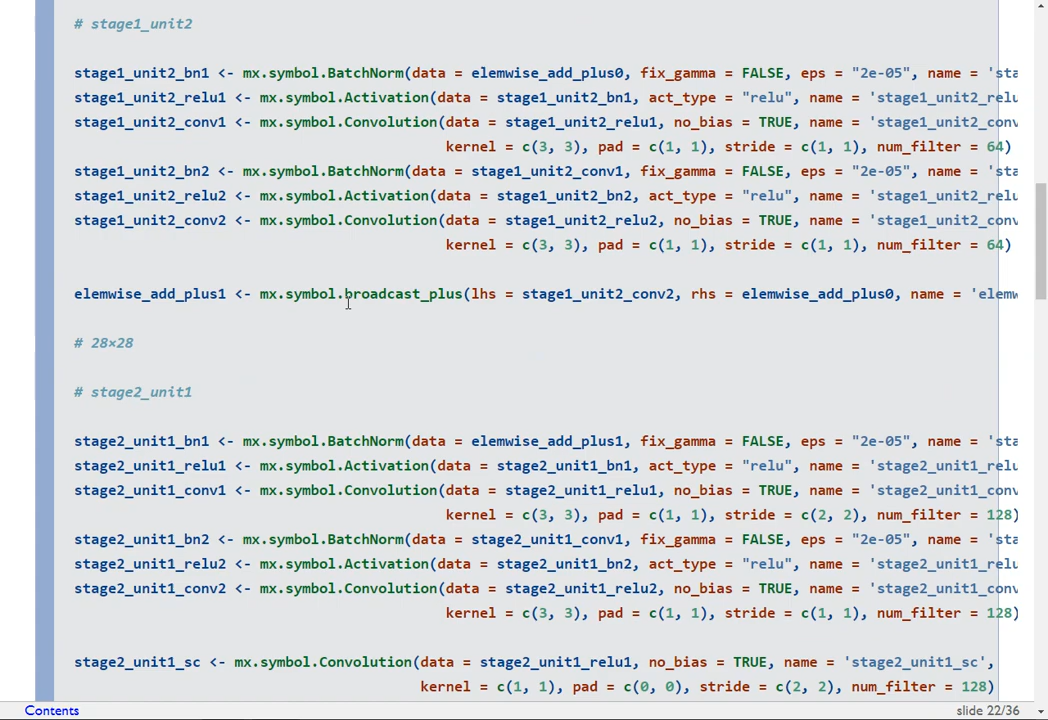 # stage1_unit2
stage1_unit2_bn1 <- mx.symbol.BatchNorm(data = elemwise_add_plus0, fix_gamma = FALSE, eps = "2e-05", name = 'sta
stage1_unit2_relu1 <- mx.symbol.Activation(data = stage1_unit2_bn1, act_type = "relu", name = 'stage1_unit2_relu
stage1_unit2_conv1 <- mx.symbol.Convolution(data = stage1_unit2_relu1, no_bias = TRUE, name = 'stage1_unit2_conv
kernel = c(3, 3), pad = c(1, 1), stride = c(1, 1), num_filter = 64)
stage1_unit2_bn2 <- mx.symbol.BatchNorm(data = stage1_unit2_conv1, fix_gamma = FALSE, eps = "2e-05", name = 'sta
stage1_unit2_relu2 <- mx.symbol.Activation(data = stage1_unit2_bn2, act_type = "relu", name = 'stage1_unit2_relu
stage1_unit2_conv2 <- mx.symbol.Convolution(data = stage1_unit2_relu2, no_bias = TRUE, name = 'stage1_unit2_conv
kernel = c(3, 3), pad = c(1, 1), stride = c(1, 1), num_filter = 64)
elemwise_add_plus1 <- mx.symbol.broadcast_plus(lhs = stage1_unit2_conv2, rhs = elemwise_add_plus0, name = 'elemw
# 28×28
# stage2_unit1
stage2_unit1_bn1 <- mx.symbol.BatchNorm(data = elemwise_add_plus1, fix_gamma = FALSE, eps = "2e-05", name = 'sta
stage2_unit1_relu1 <- mx.symbol.Activation(data = stage2_unit1_bn1, act_type = "relu", name = 'stage2_unit1_relu
stage2_unit1_conv1 <- mx.symbol.Convolution(data = stage2_unit1_relu1, no_bias = TRUE, name = 'stage2_unit1_conv
kernel = c(3, 3), pad = c(1, 1), stride = c(2, 2), num_filter = 128)
stage2_unit1_bn2 <- mx.symbol.BatchNorm(data = stage2_unit1_conv1, fix_gamma = FALSE, eps = "2e-05", name = 'sta
stage2_unit1_relu2 <- mx.symbol.Activation(data = stage2_unit1_bn2, act_type = "relu", name = 'stage2_unit1_relu
stage2_unit1_conv2 <- mx.symbol.Convolution(data = stage2_unit1_relu2, no_bias = TRUE, name = 'stage2_unit1_conv
kernel = c(3, 3), pad = c(1, 1), stride = c(1, 1), num_filter = 128)
stage2_unit1_sc <- mx.symbol.Convolution(data = stage2_unit1_relu1, no_bias = TRUE, name = 'stage2_unit1_sc',
kernel = c(1, 1), pad = c(0, 0), stride = c(2, 2), num_filter = 128)
Contents
slide 22/36